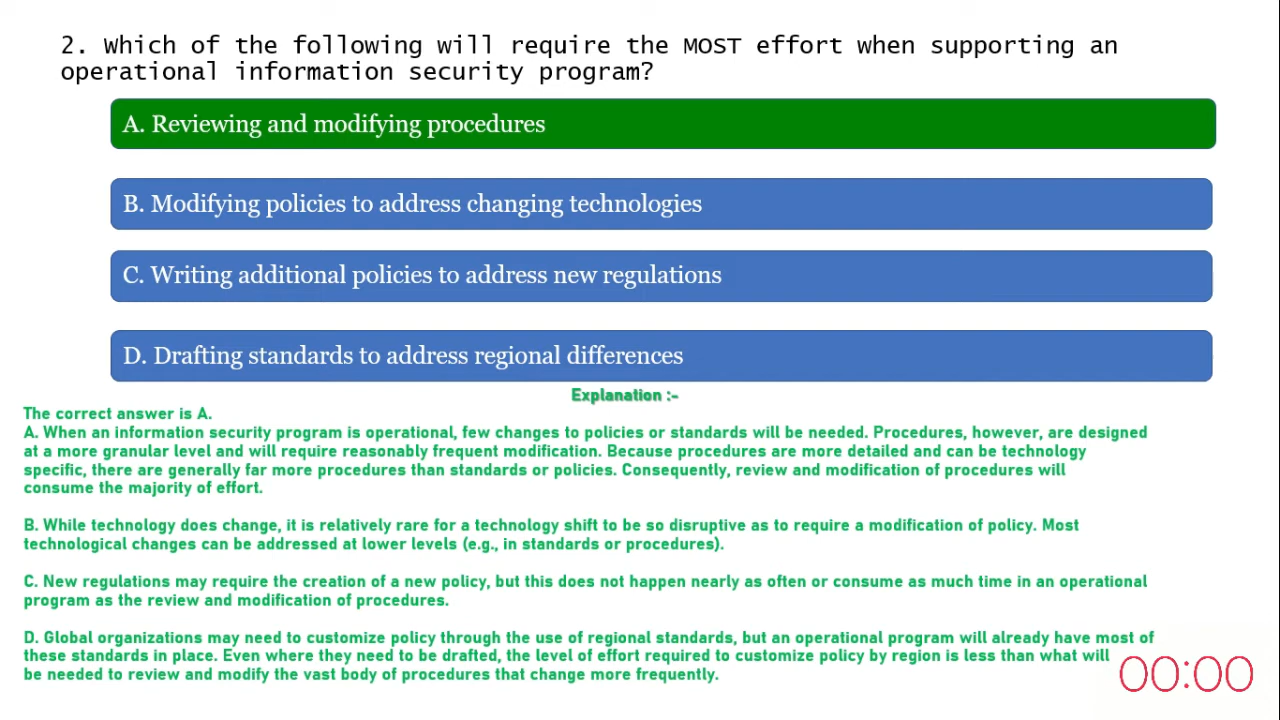 2. Which of the following will require the MOST effort when supporting an
operational information security program?
A. Reviewing and modifying procedures
B. Modifying policies to address changing technologies
C. Writing additional policies to address new regulations
D. Drafting standards to address regional differences
Explanation :-
The correct answer is A.
A. When an information security program is operational, few changes to policies or standards will be needed. Procedures, however, are designed
at a more granular level and will require reasonably frequent modification. Because procedures are more detailed and can be technology
specific, there are generally far more procedures than standards or policies. Consequently, review and modification of procedures will
consume the majority of effort.
B. While technology does change, it is relatively rare for a technology shift to be so disruptive as to require a modification of policy. Most
technological changes can be addressed at lower levels (e.g., in standards or procedures).
C. New regulations may require the creation of a new policy, but this does not happen nearly as often or consume as much time in an operational
program as the review and modification of procedures.
D. Global organizations may need to customize policy through the use of regional standards, but an operational program will already have most of
these standards in place. Even where they need to be drafted, the level of effort required to customize policy by region is less than what will
be needed to review and modify the vast body of procedures that change more frequently.
00:00